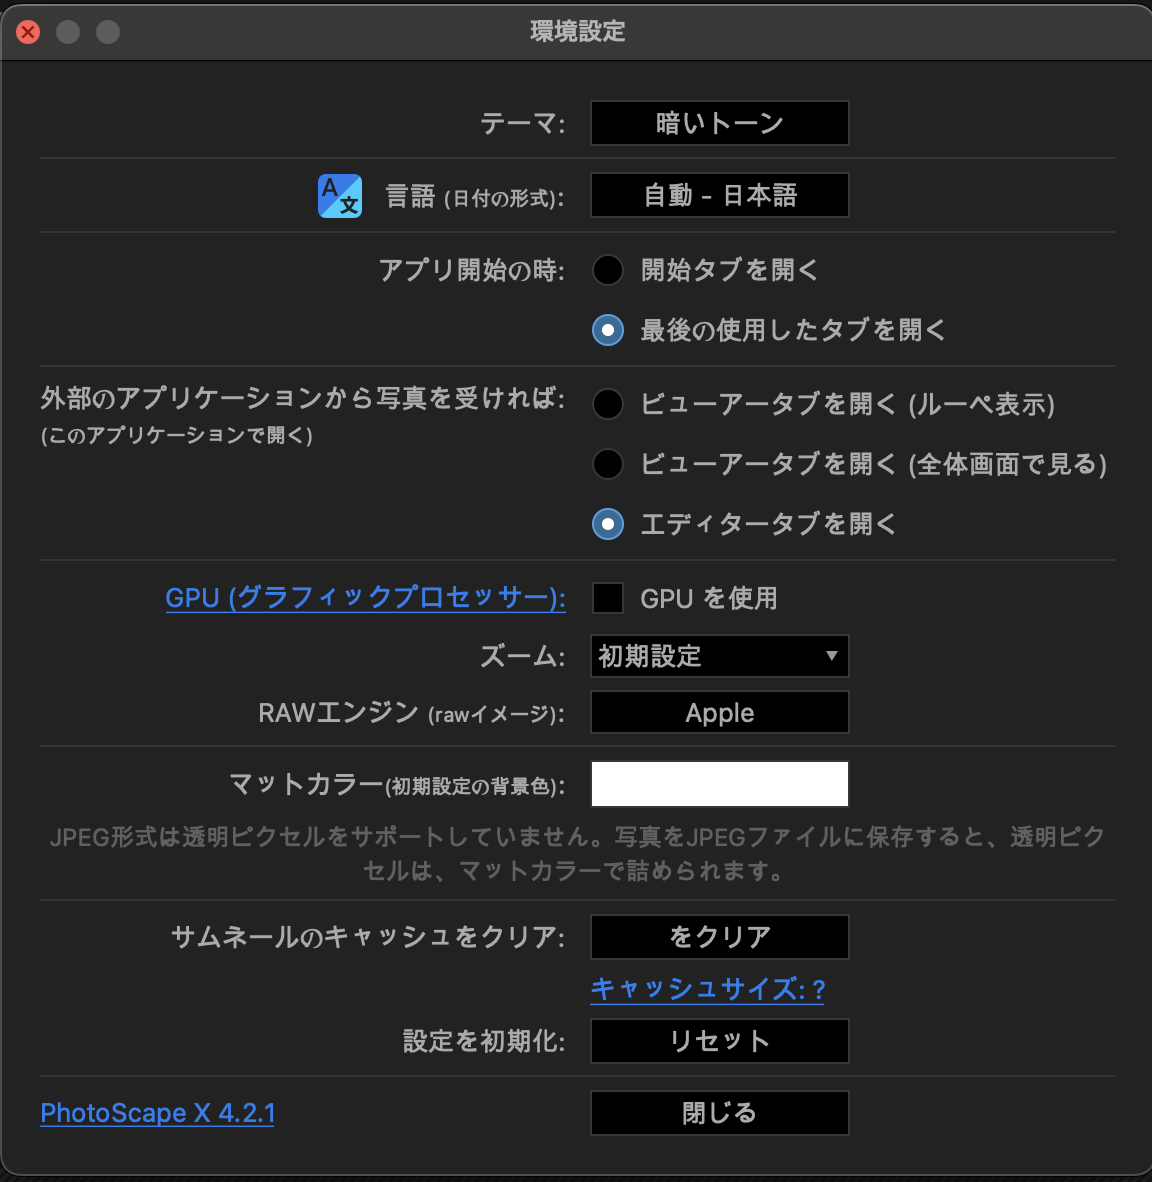 環境設定
テーマ: 暗いトーン
A文 言語 (日付の形式): 自動 - 日本語
アプリ開始の時: 開始タブを開く
最後の使用したタブを開く
外部のアプリケーションから写真を受ければ: ビューアータブを開く (ルーペ表示)
(このアプリケーションで開く)
ビューアータブを開く (全体画面で見る)
エディタータブを開く
GPU (グラフィックプロセッサー): GPU を使用
ズーム: 初期設定
RAWエンジン (rawイメージ): Apple
マットカラー(初期設定の背景色):
JPEG形式は透明ピクセルをサポートしていません。写真をJPEGファイルに保存すると、透明ピク
セルは、マットカラーで詰められます。
サムネールのキャッシュをクリア: をクリア
キャッシュサイズ: ?
設定を初期化: リセット
PhotoScape X 4.2.1 閉じる